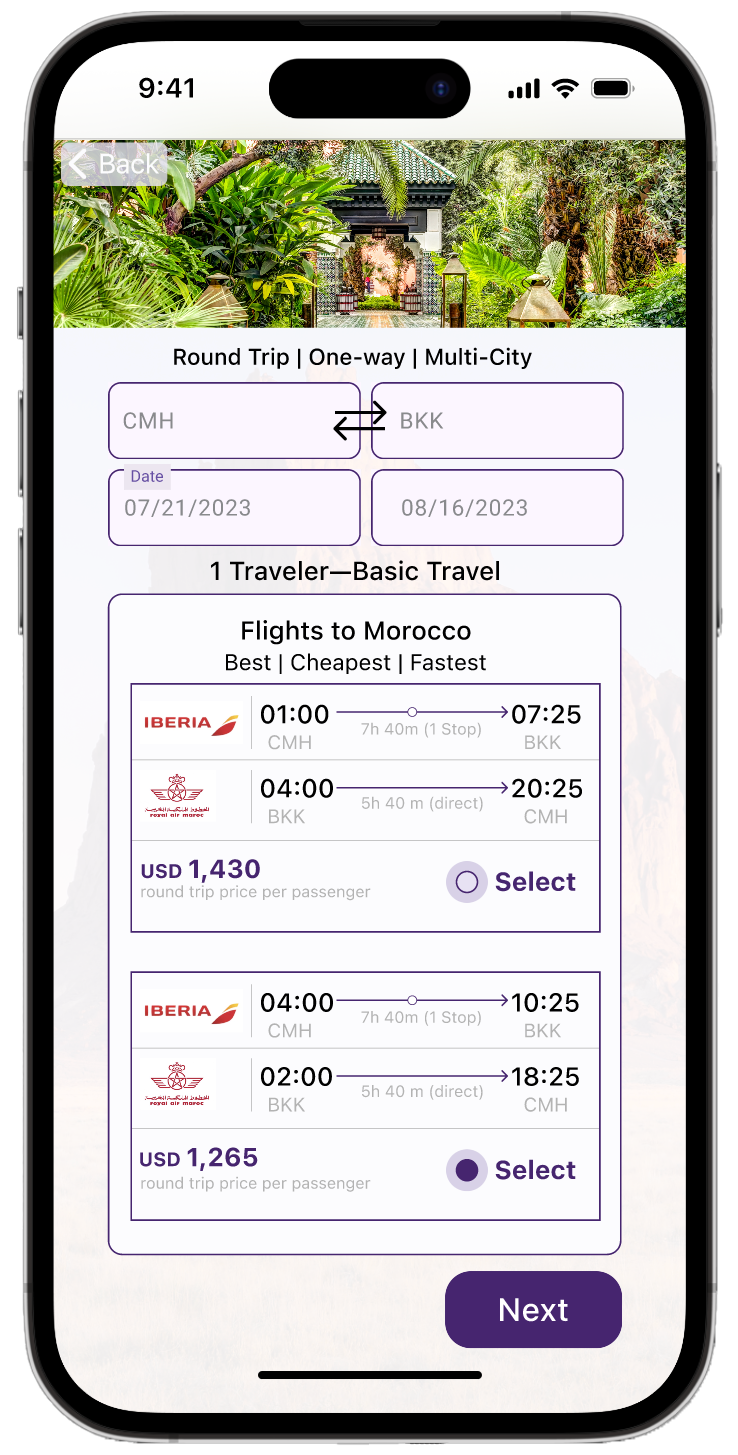 9:41
Back
Round Trip | One-way | Multi-City
CMH
BKK
Date
07/21/2023
08/16/2023
1 Traveler—Basic Travel
Flights to Morocco
Best | Cheapest | Fastest
IBERIA
01:00
07:25
7h 40m (1 Stop)
CMH
BKK
royal air maroc
04:00
20:25
5h 40 m (direct)
BKK
CMH
USD 1,430
round trip price per passenger
Select
IBERIA
04:00
10:25
7h 40m (1 Stop)
CMH
BKK
royal air maroc
02:00
18:25
5h 40 m (direct)
BKK
CMH
USD 1,265
round trip price per passenger
Select
Next